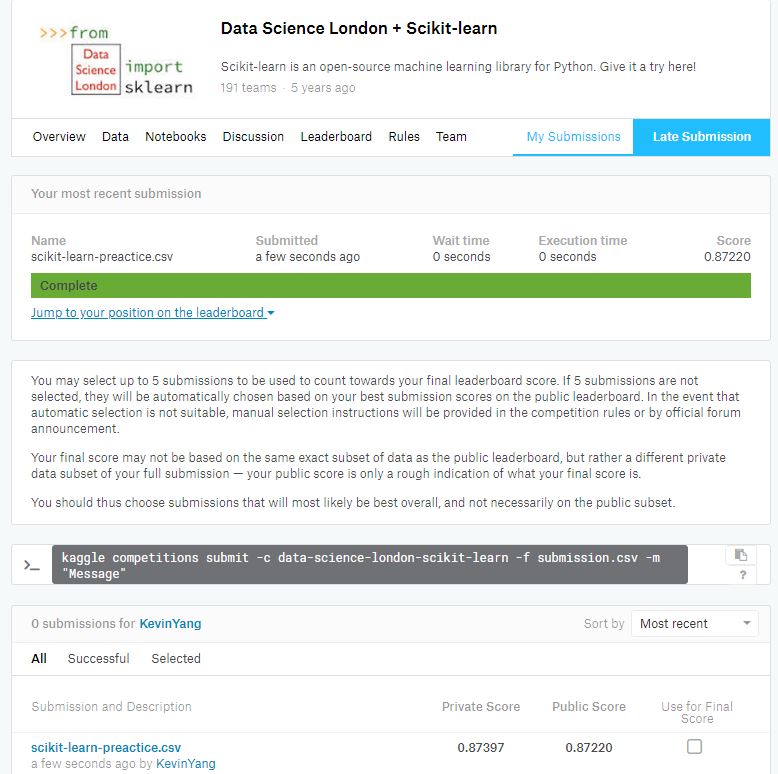 >>>from
Data
Science
London
import
sklearn
Data Science London + Scikit-learn
Scikit-learn is an open-source machine learning library for Python. Give it a try here!
191 teams · 5 years ago
Overview Data Notebooks Discussion Leaderboard Rules Team My Submissions Late Submission
Your most recent submission
Name Submitted Wait time Execution time Score
scikit-learn-preactice.csv a few seconds ago 0 seconds 0 seconds 0.87220
Complete
Jump to your position on the leaderboard
You may select up to 5 submissions to be used to count towards your final leaderboard score. If 5 submissions are not
selected, they will be automatically chosen based on your best submission scores on the public leaderboard. In the event that
automatic selection is not suitable, manual selection instructions will be provided in the competition rules or by official forum
announcement.
Your final score may not be based on the same exact subset of data as the public leaderboard, but rather a different private
data subset of your full submission — your public score is only a rough indication of what your final score is.
You should thus choose submissions that will most likely be best overall, and not necessarily on the public subset.
>_ kaggle competitions submit -c data-science-london-scikit-learn -f submission.csv -m
"Message" ?
0 submissions for KevinYang Sort by Most recent
All Successful Selected
Submission and Description Private Score Public Score Use for Final
Score
scikit-learn-preactice.csv 0.87397 0.87220
a few seconds ago by KevinYang